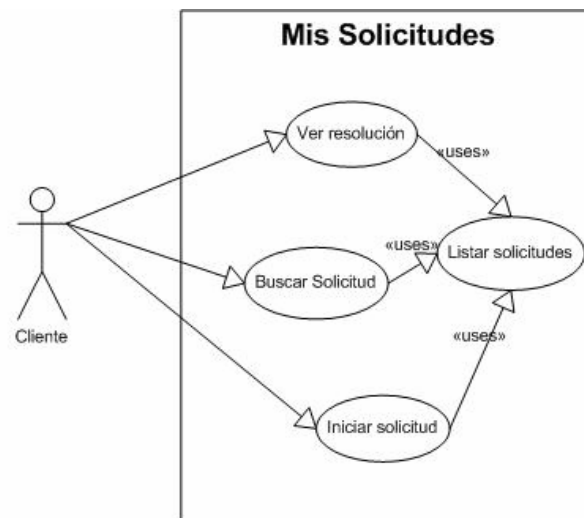 Mis Solicitudes
Ver resolución
«uses»
«uses»
Listar solicitudes
Buscar Solicitud
Cliente
«uses»
Iniciar solicitud